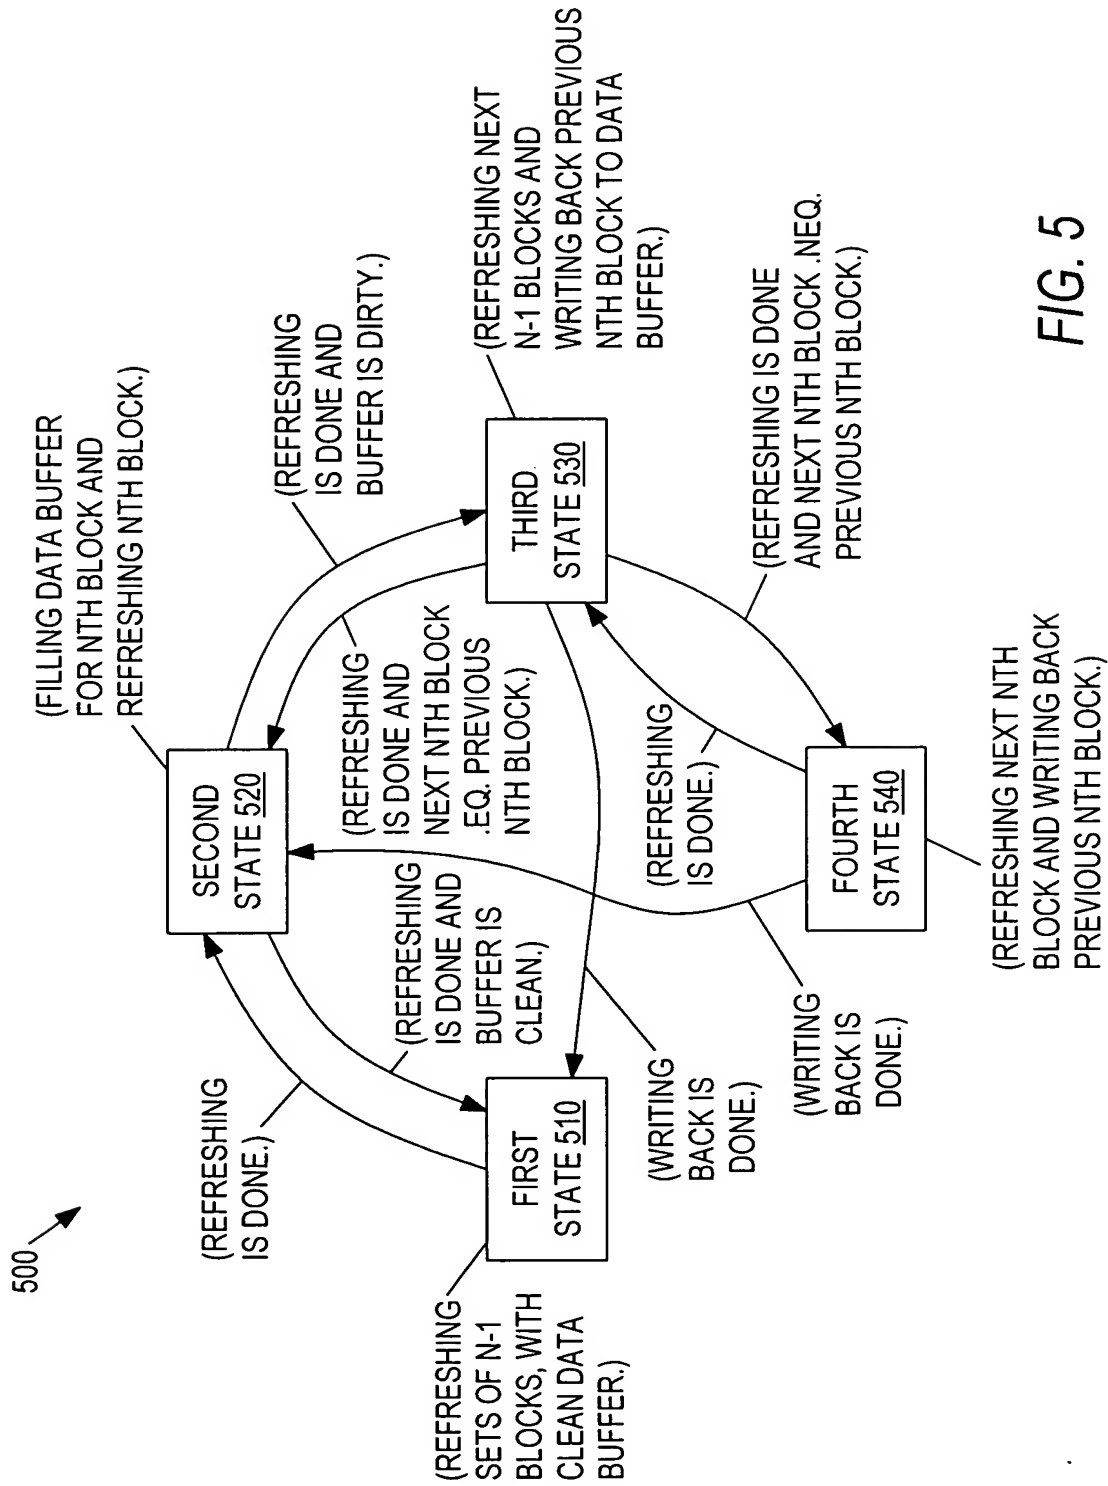 500
(FILLING DATA BUFFER
FOR NTH BLOCK AND
REFRESHING NTH BLOCK.)
SECOND
STATE 520
(REFRESHING
IS DONE.)
(REFRESHING
IS DONE AND
BUFFER IS DIRTY.)
(REFRESHING
IS DONE AND
NEXT NTH BLOCK
.EQ. PREVIOUS
NTH BLOCK.)
(REFRESHING
IS DONE AND
BUFFER IS
CLEAN.)
(REFRESHING
SETS OF N-1
BLOCKS, WITH
CLEAN DATA
BUFFER.)
FIRST
STATE 510
THIRD
STATE 530
(REFRESHING NEXT
N-1 BLOCKS AND
WRITING BACK PREVIOUS
NTH BLOCK TO DATA
BUFFER.)
(WRITING
BACK IS
DONE.)
(REFRESHING
IS DONE.)
(REFRESHING IS DONE
AND NEXT NTH BLOCK .NEQ.
PREVIOUS NTH BLOCK.)
(WRITING
BACK IS
DONE.)
FOURTH
STATE 540
(REFRESHING NEXT NTH
BLOCK AND WRITING BACK
PREVIOUS NTH BLOCK.)
FIG. 5